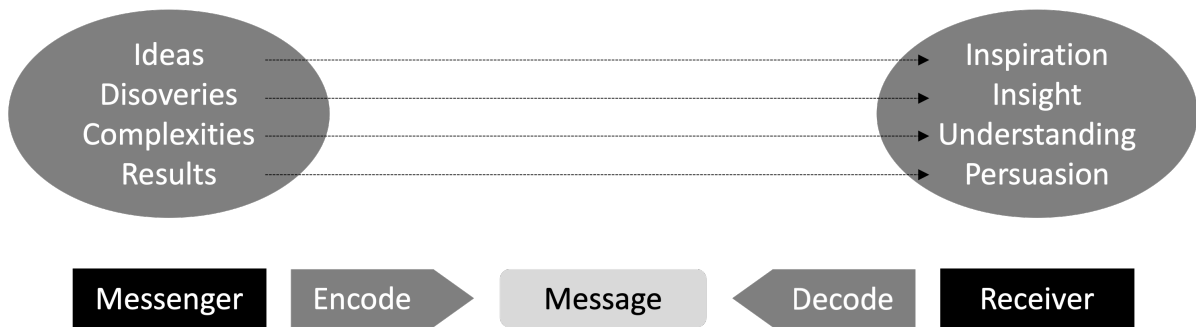 Ideas
Disoveries
Complexities
Results
Inspiration
Insight
Understanding
Persuasion
Messenger
Encode
Message
Decode
Receiver